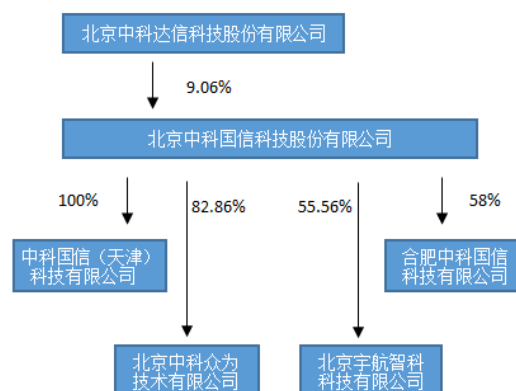 北京中科达信科技股份有限公司
9.06%
北京中科国信科技股份有限公司
100%
82.86%
55.56%
58%
中科国信（天津）
科技有限公司
合肥中科国信
科技有限公司
北京中科众为
技术有限公司
北京宇航智科
科技有限公司